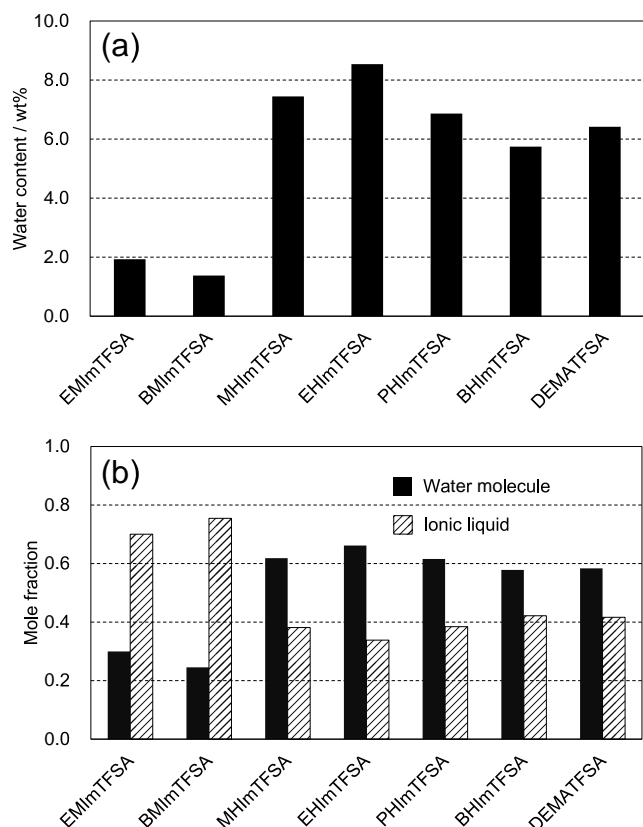 (a)
Water content / wt%
10.0
8.0
6.0
4.0
2.0
0.0
EMImTFSA
BMImTFSA
MHImTFSA
EHImTFSA
PHImTFSA
BHImTFSA
DEMATFSA
(b)
Water molecule
Ionic liquid
Mole fraction
1.0
0.8
0.6
0.4
0.2
0.0
EMImTFSA
BMImTFSA
MHImTFSA
EHImTFSA
PHImTFSA
BHImTFSA
DEMATFSA